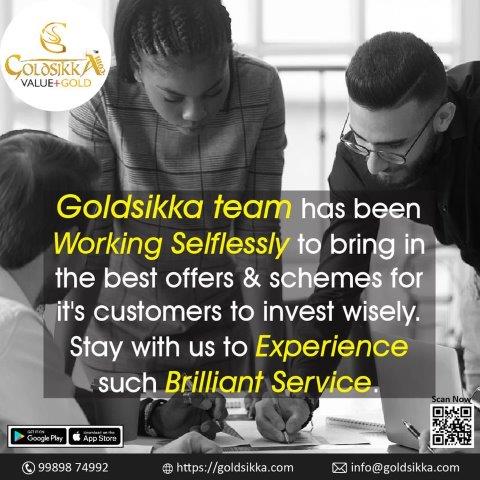 GOLDSIKKA
VALUE+GOLD
Goldsikka team has been
Working Selflessly to bring in
the best offers & schemes for
it's customers to invest wisely.
Stay with us to Experience
such Brilliant Service.
Scan Now
GET IT ON
Google Play
Download on the
App Store
99898 74992
https://goldsikka.com
info@goldsikka.com